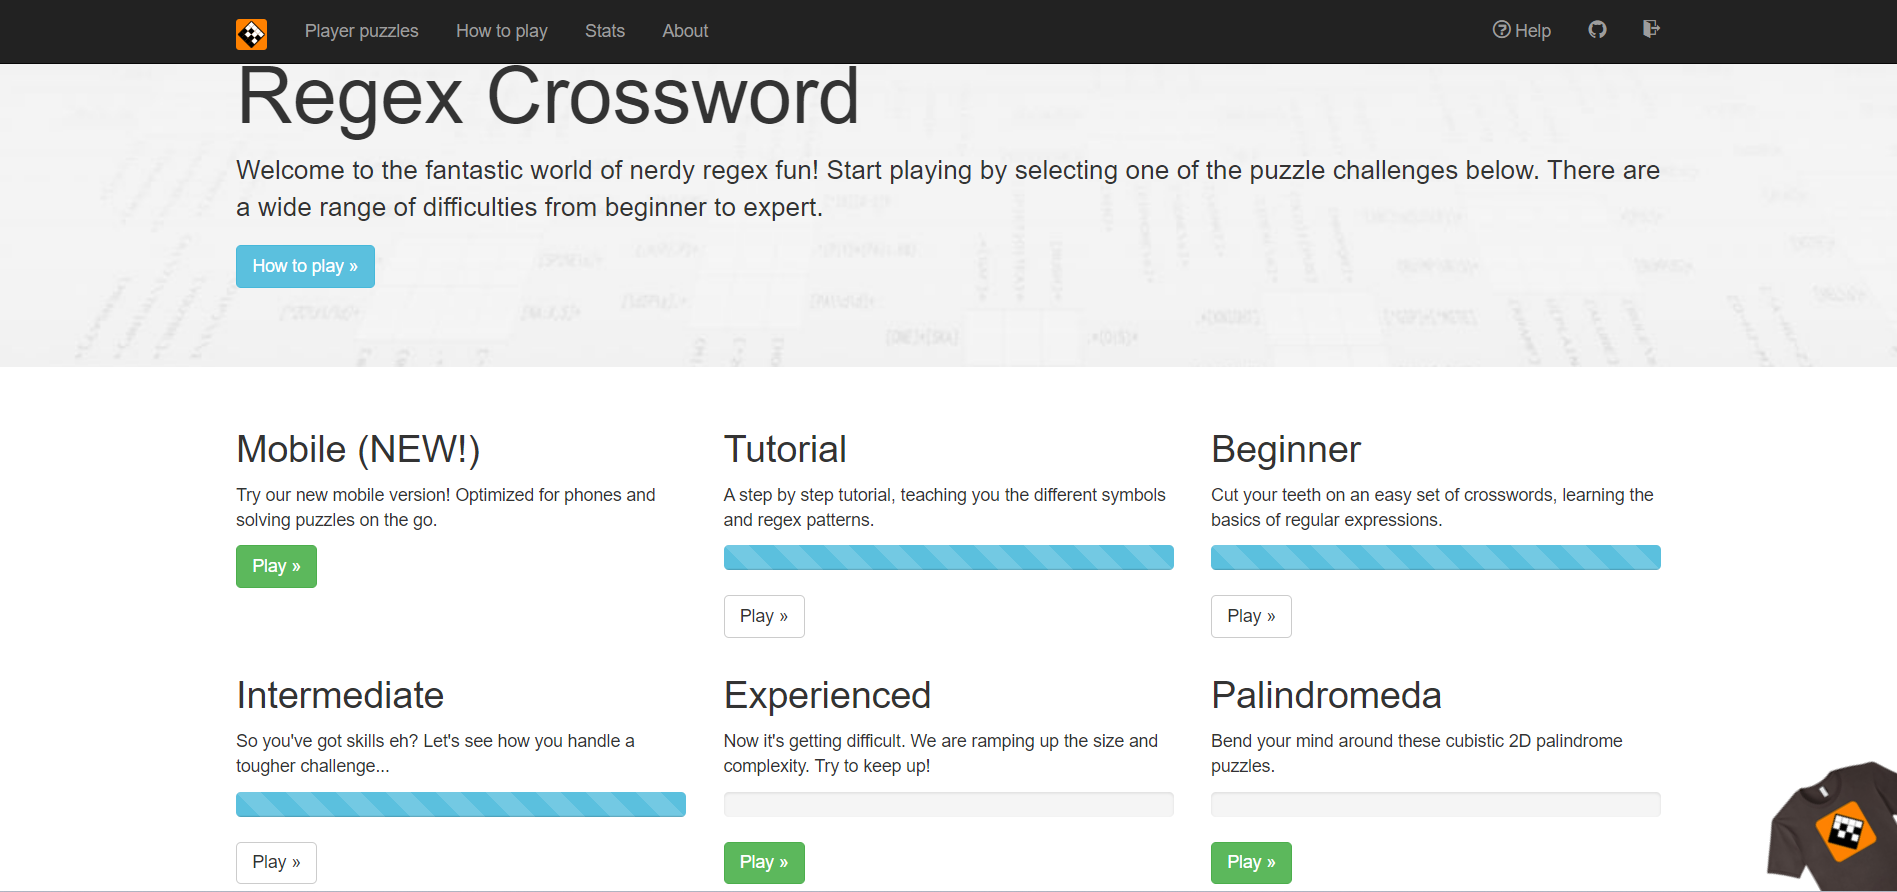 Player puzzles How to play Stats About Help
Regex Crossword
Welcome to the fantastic world of nerdy regex fun! Start playing by selecting one of the puzzle challenges below. There are
a wide range of difficulties from beginner to expert.
How to play »
Mobile (NEW!)
Try our new mobile version! Optimized for phones and
solving puzzles on the go.
Play »
Tutorial
A step by step tutorial, teaching you the different symbols
and regex patterns.
Play »
Beginner
Cut your teeth on an easy set of crosswords, learning the
basics of regular expressions.
Play »
Intermediate
So you've got skills eh? Let's see how you handle a
tougher challenge...
Play »
Experienced
Now it's getting difficult. We are ramping up the size and
complexity. Try to keep up!
Play »
Palindromeda
Bend your mind around these cubistic 2D palindrome
puzzles.
Play »